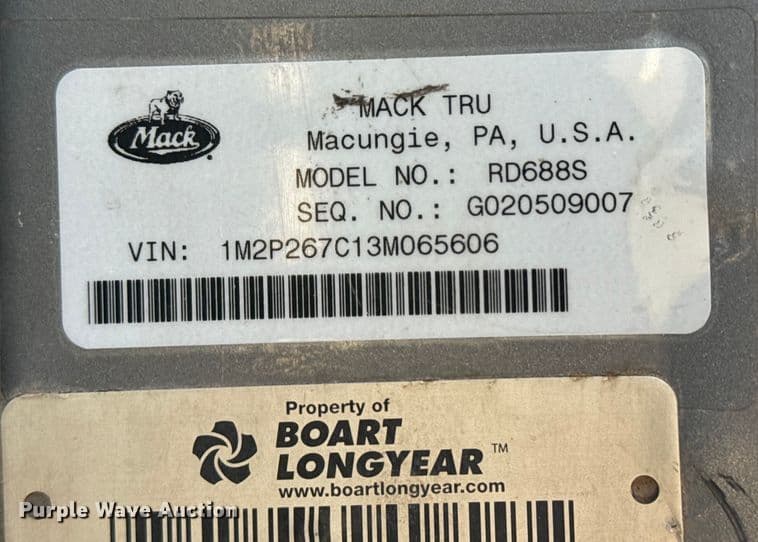 Mack
MACK TRU
Macungie, PA, U.S.A.
MODEL NO.: RD688S
SEQ. NO.: G020509007
VIN: 1M2P267C13M065606
Property of
BOART
LONGYEAR™
www.boartlongyear.com
Purple Wave Auction